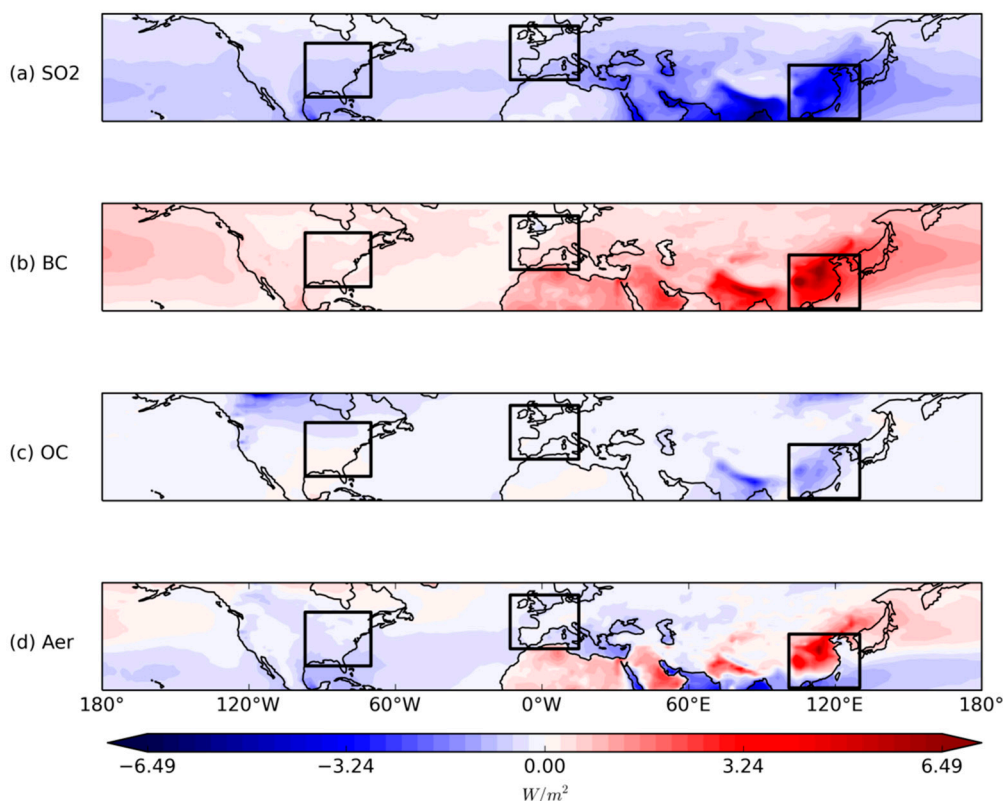 (a) SO2
(b) BC
(c) OC
(d) Aer
180° 120°W 60°W 0°W 60°E 120°E 180°
−6.49 −3.24 0.00 3.24 6.49
W/m²